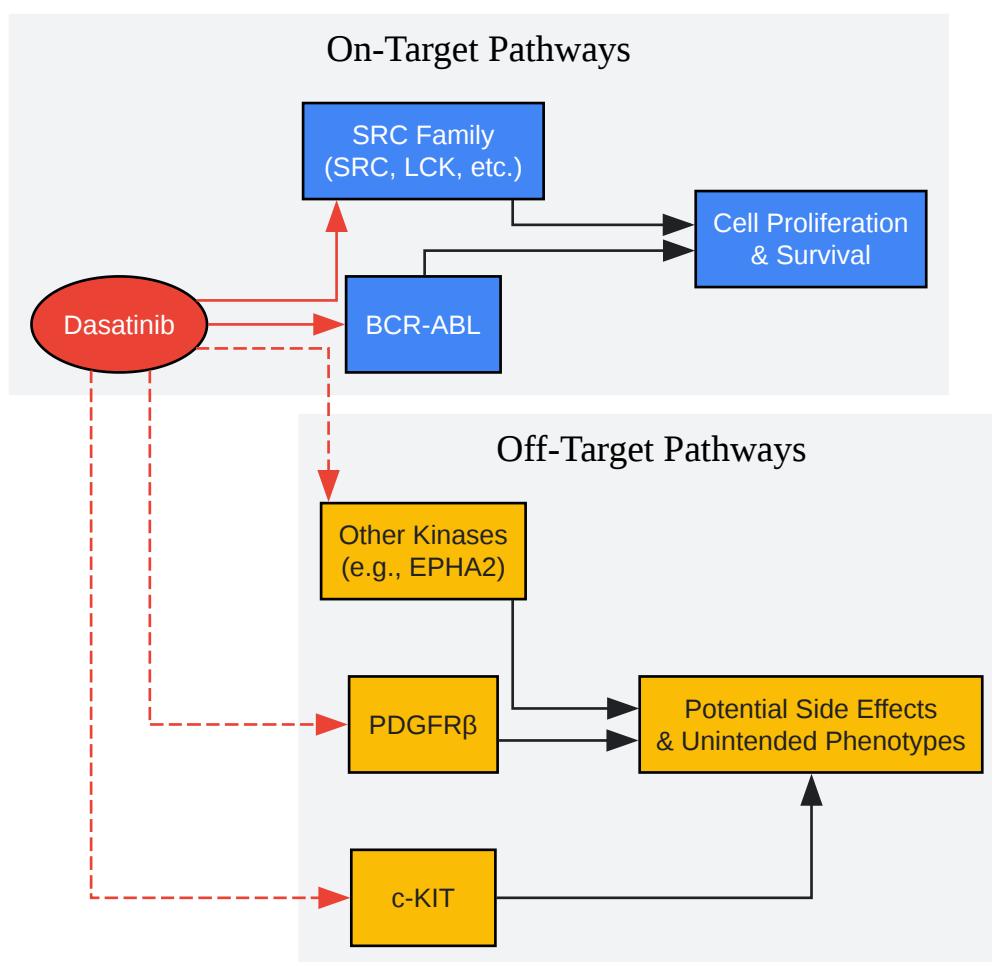 On-Target Pathways
SRC Family
(SRC, LCK, etc.)
Cell Proliferation
& Survival
Dasatinib
BCR-ABL
Off-Target Pathways
Other Kinases
(e.g., EPHA2)
PDGFRβ
Potential Side Effects
& Unintended Phenotypes
c-KIT